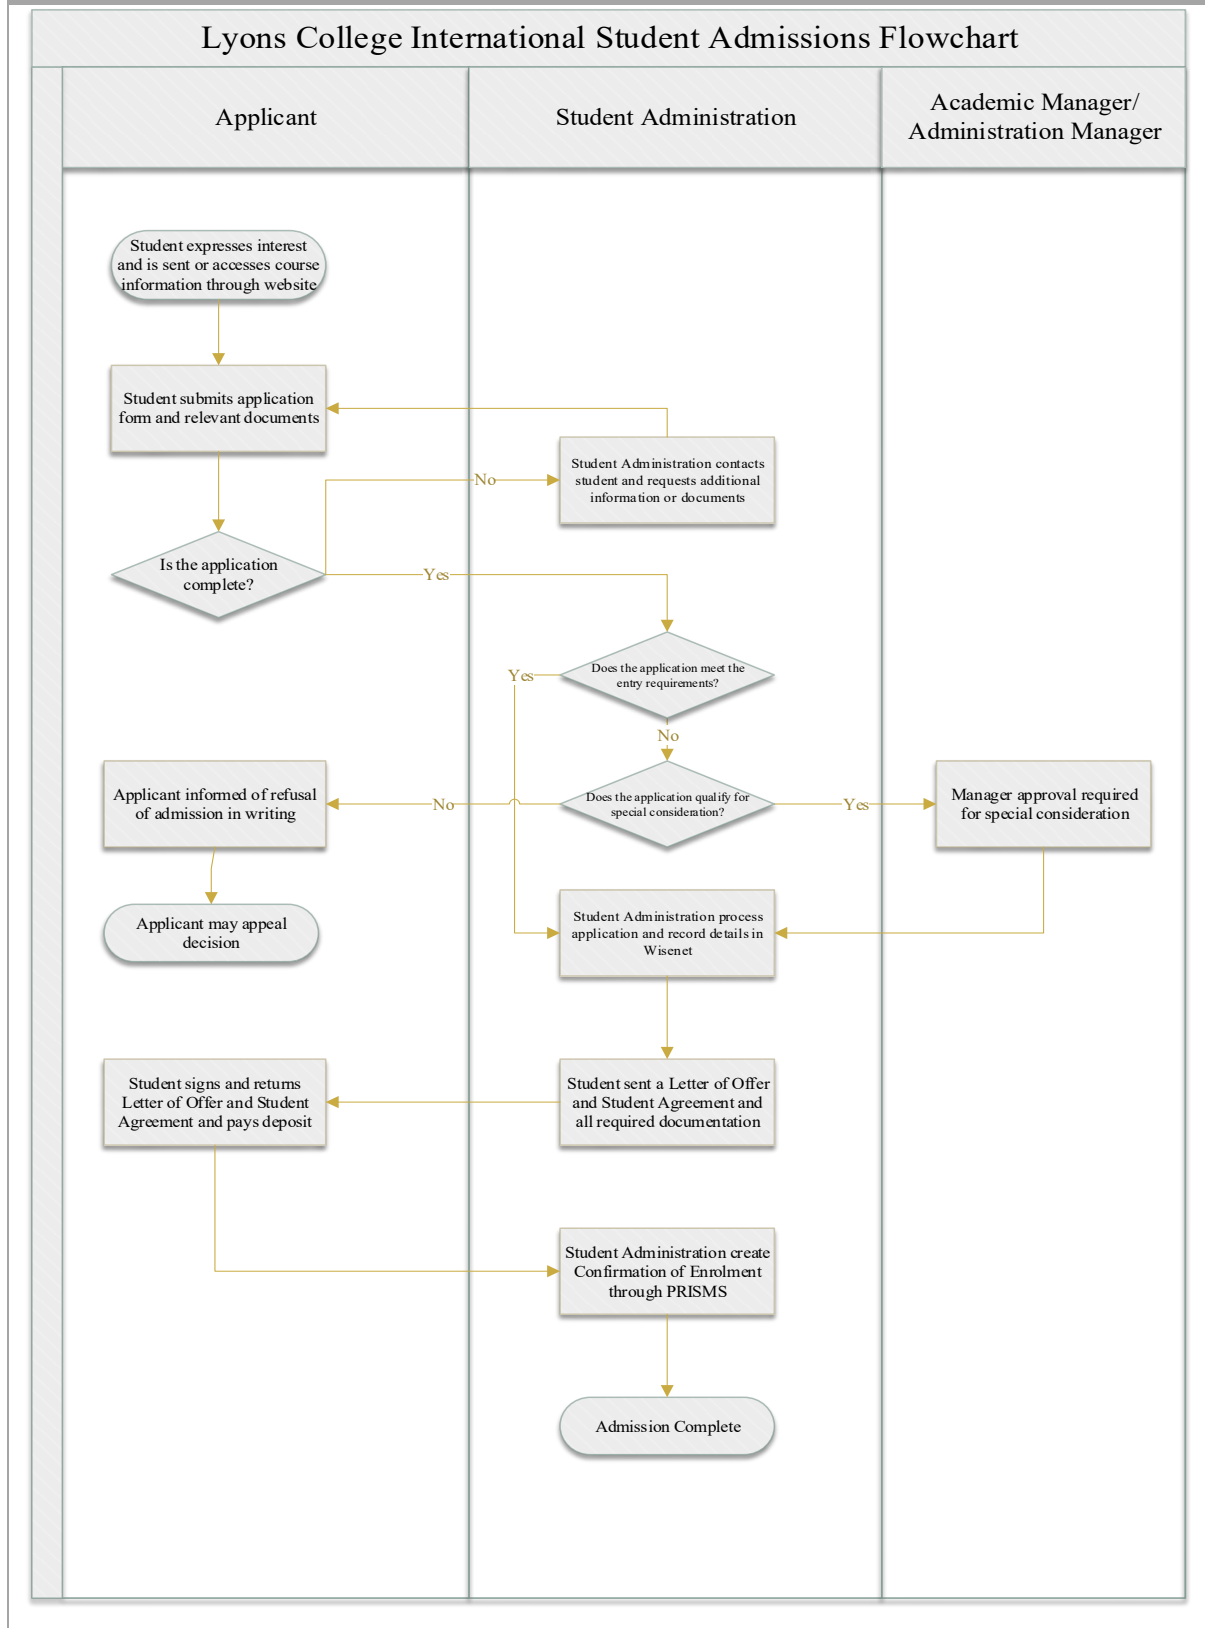 Lyons College International Student Admissions Flowchart
Applicant
Student Administration
Academic Manager/
Administration Manager
Student expresses interest
and is sent or accesses course
information through website
Student submits application
form and relevant documents
Student Administration contacts
student and requests additional
information or documents
No
Is the application
complete?
Yes
Does the application meet the
entry requirements?
Yes
No
Applicant informed of refusal
of admission in writing
No
Does the application qualify for
special consideration?
Yes
Manager approval required
for special consideration
Applicant may appeal
decision
Student Administration process
application and record details in
Wisenet
Student signs and returns
Letter of Offer and Student
Agreement and pays deposit
Student sent a Letter of Offer
and Student Agreement and
all required documentation
Student Administration create
Confirmation of Enrolment
through PRISMS
Admission Complete